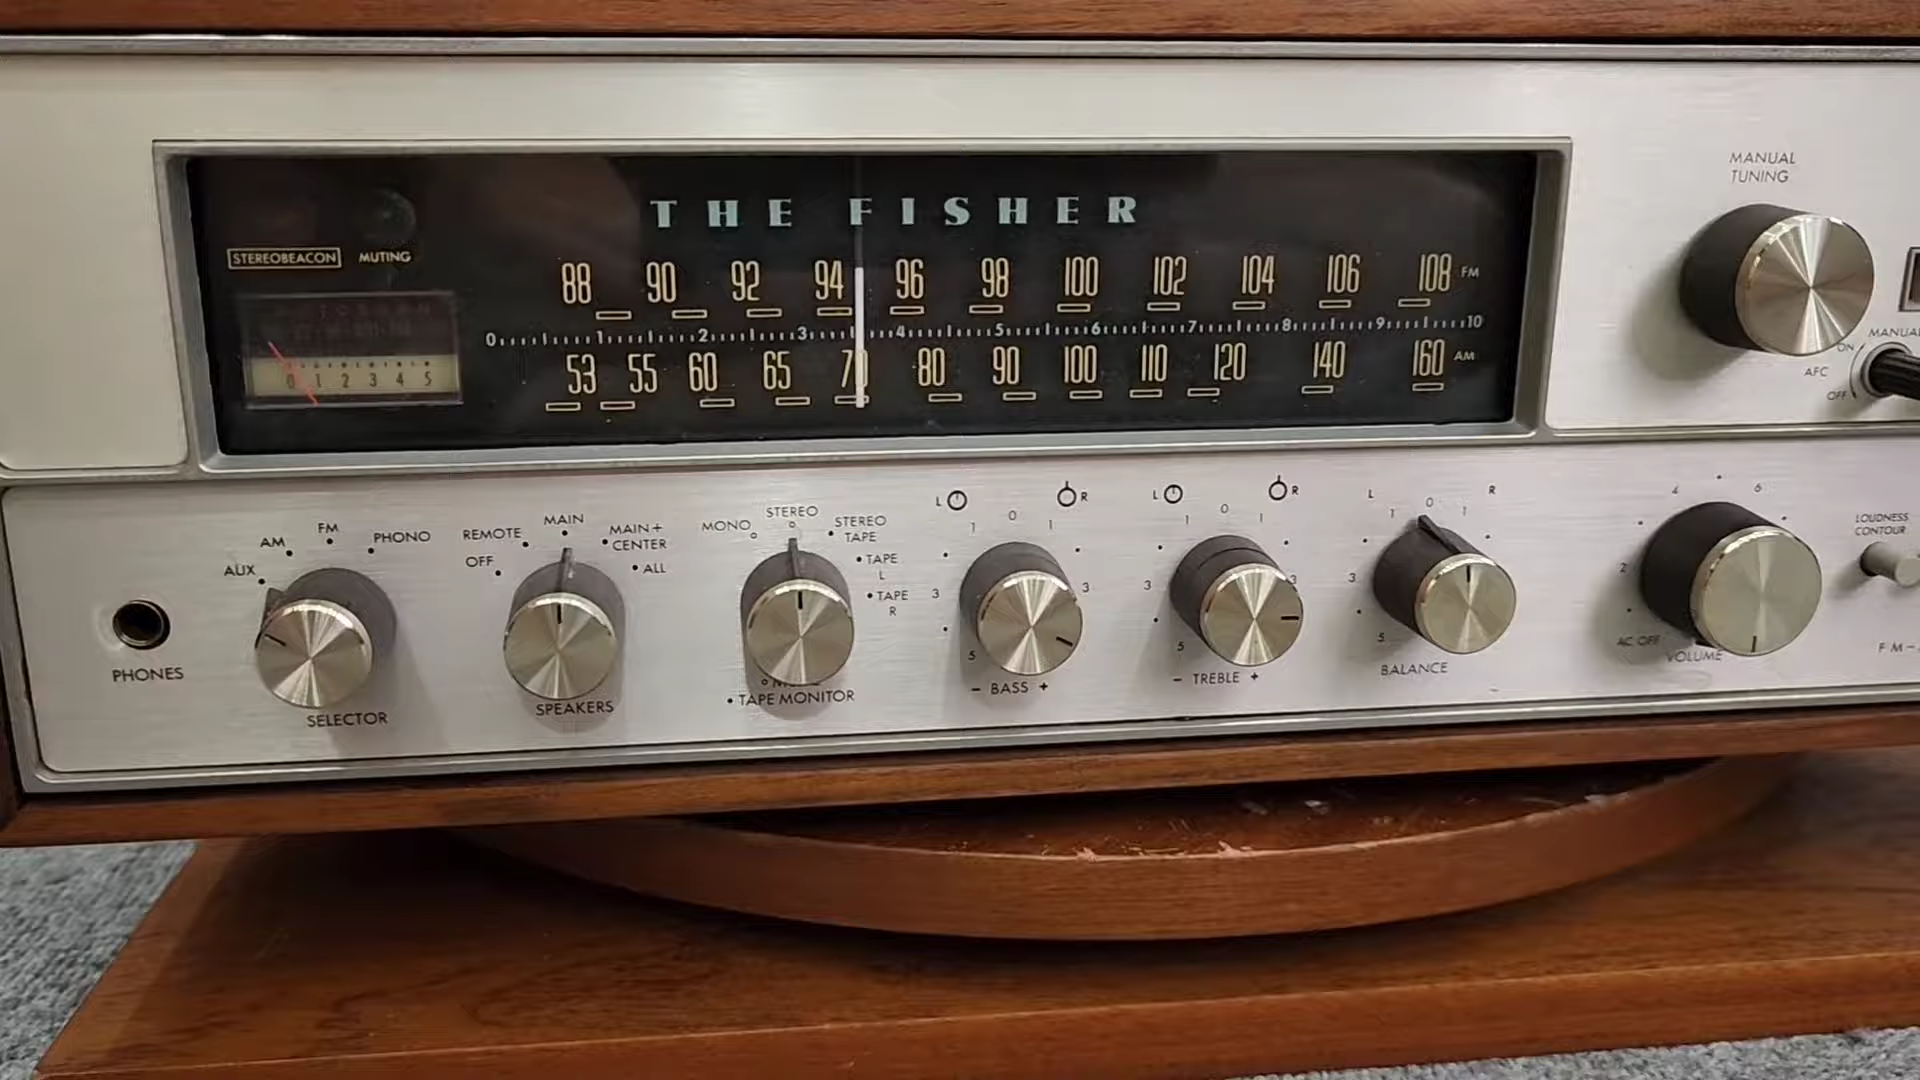 THE FISHER
STEREOBEACON MUTING
88 90 92 94 96 98 100 102 104 106 108 FM
0 1 2 3 4 5 6 7 8 9 10
53 55 60 65 70 80 90 100 110 120 140 160 AM
0 1 2 3 4 5
MANUAL
TUNING
MANUAL
ON
AFC
OFF
PHONES
AUX AM FM PHONO
SELECTOR
OFF REMOTE MAIN MAIN+
CENTER
ALL
SPEAKERS
MONO STEREO STEREO
TAPE
TAPE
L
TAPE
R
TAPE MONITOR
L R
1 0 1
3 3
5
- BASS +
L R
1 0 1
3 3
5
- TREBLE +
L R
1 0 1
3
5
BALANCE
4 6
2
AC OFF
VOLUME
LOUDNESS
CONTOUR
FM-